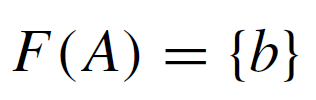 F(A) = {b}